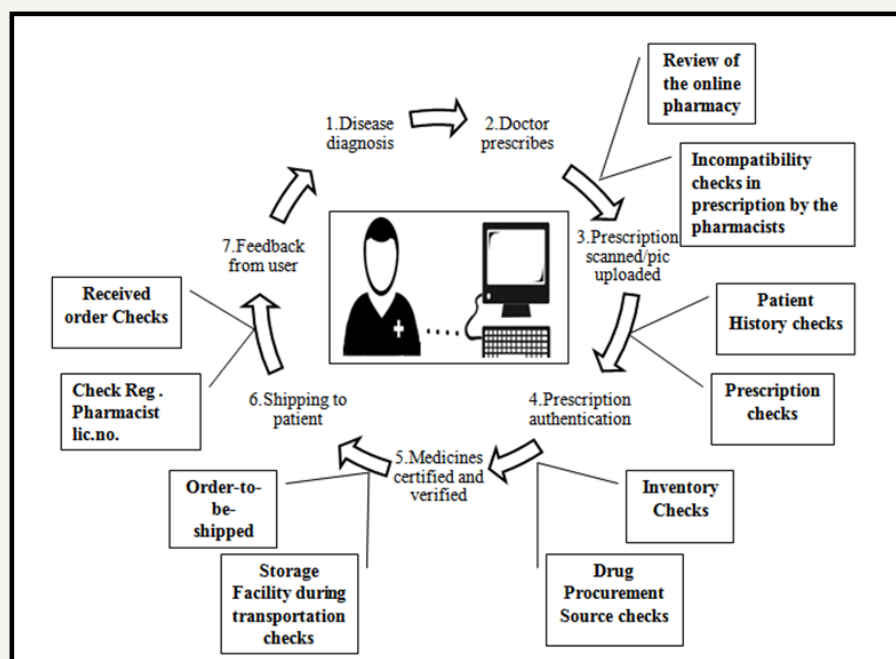 1.Disease
diagnosis
2.Doctor
prescribes
Review of
the online
pharmacy
Incompatibility
checks in
prescription by the
pharmacists
3.Prescription
scanned/pic
uploaded
Patient
History checks
Prescription
checks
4.Prescription
authentication
Inventory
Checks
Drug
Procurement
Source checks
5.Medicines
certified and
verified
Order-to-
be-
shipped
Storage
Facility during
transportation
checks
6.Shipping to
patient
Received
order Checks
Check Reg .
Pharmacist
lic.no.
7.Feedback
from user